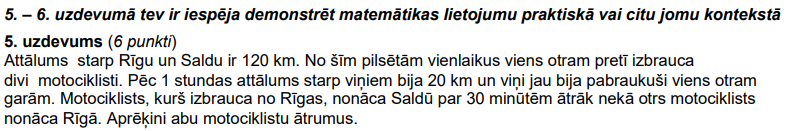 5. – 6. uzdevumā tev ir iespēja demonstrēt matemātikas lietojumu praktiskā vai citu jomu kontekstā
5. uzdevums (6 punkti)
Attālums starp Rīgu un Saldu ir 120 km. No šīm pilsētām vienlaikus viens otram pretī izbrauca
divi motociklisti. Pēc 1 stundas attālums starp viņiem bija 20 km un viņi jau bija pabraukuši viens otram
garām. Motociklists, kurš izbrauca no Rīgas, nonāca Saldū par 30 minūtēm ātrāk nekā otrs motociklists
nonāca Rīgā. Aprēķini abu motociklistu ātrumus.